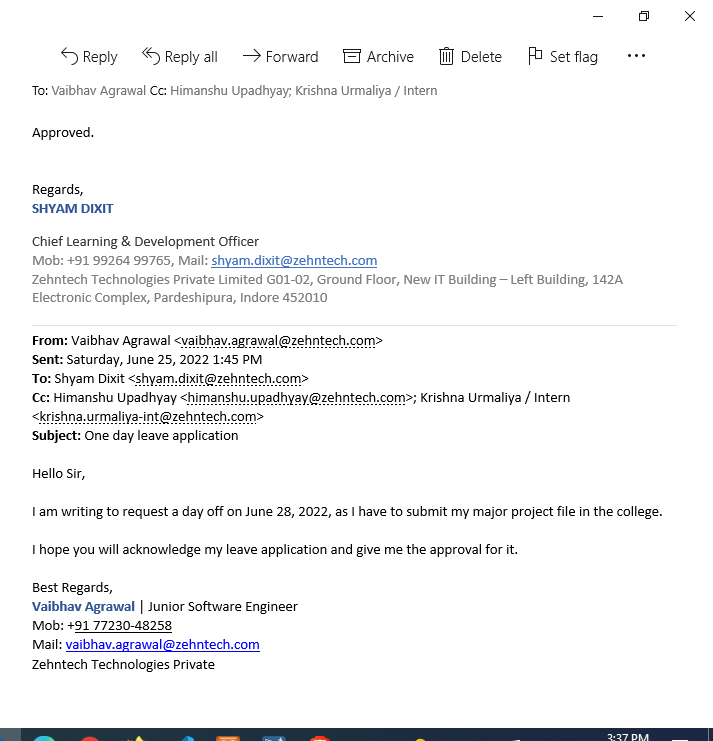 Reply Reply all Forward Archive Delete Set flag ...
To: Vaibhav Agrawal Cc: Himanshu Upadhyay; Krishna Urmaliya / Intern
Approved.
Regards,
SHYAM DIXIT
Chief Learning & Development Officer
Mob: +91 99264 99765, Mail: shyam.dixit@zehntech.com
Zehntech Technologies Private Limited G01-02, Ground Floor, New IT Building – Left Building, 142A
Electronic Complex, Pardeshipura, Indore 452010
From: Vaibhav Agrawal <vaibhav.agrawal@zehntech.com>
Sent: Saturday, June 25, 2022 1:45 PM
To: Shyam Dixit <shyam.dixit@zehntech.com>
Cc: Himanshu Upadhyay <himanshu.upadhyay@zehntech.com>; Krishna Urmaliya / Intern
<krishna.urmaliya-int@zehntech.com>
Subject: One day leave application
Hello Sir,
I am writing to request a day off on June 28, 2022, as I have to submit my major project file in the college.
I hope you will acknowledge my leave application and give me the approval for it.
Best Regards,
Vaibhav Agrawal | Junior Software Engineer
Mob: +91 77230-48258
Mail: vaibhav.agrawal@zehntech.com
Zehntech Technologies Private
3:37 PM